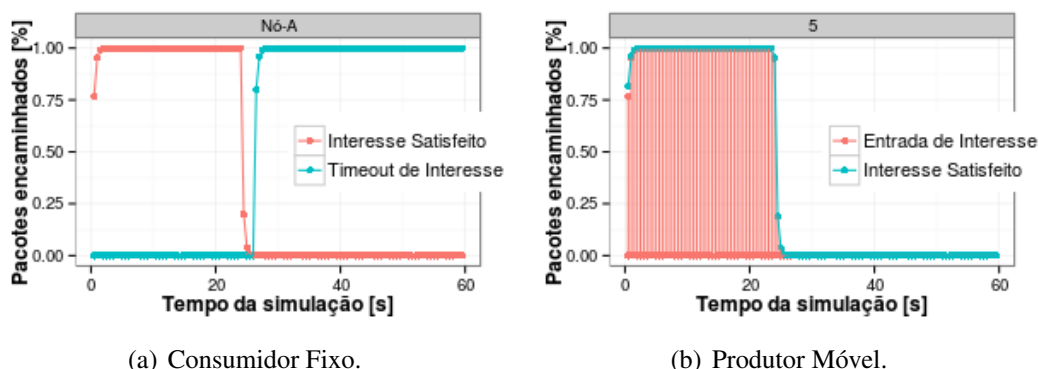 Nó-A
Pacotes encaminhados [%]
1.00
0.75
0.50
0.25
0.00
Interesse Satisfeito
Timeout de Interesse
0 20 40 60
Tempo da simulação [s]
(a) Consumidor Fixo.
5
Pacotes encaminhados [%]
1.00
0.75
0.50
0.25
0.00
Entrada de Interesse
Interesse Satisfeito
0 20 40 60
Tempo da simulação [s]
(b) Produtor Móvel.